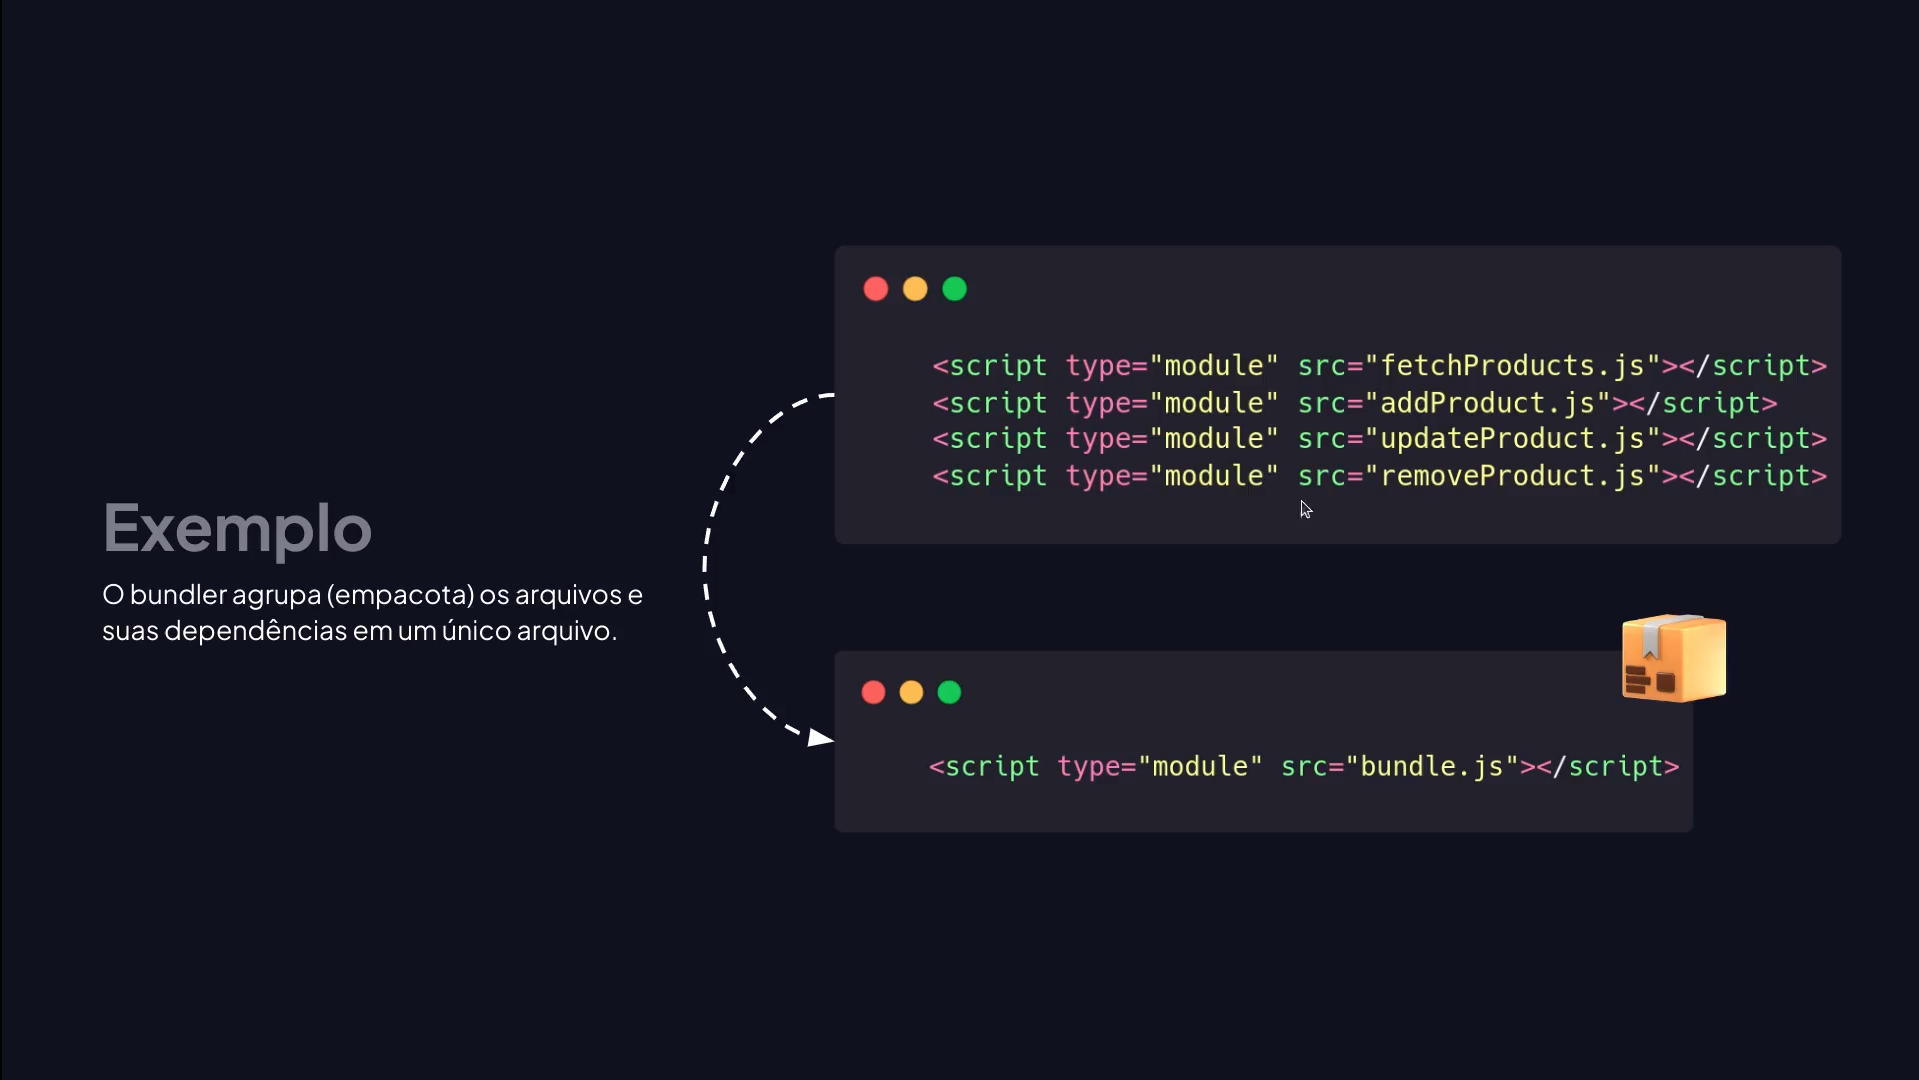 Exemplo
O bundler agrupa (empacota) os arquivos e
suas dependências em um único arquivo.
<script type="module" src="fetchProducts.js"></script>
<script type="module" src="addProduct.js"></script>
<script type="module" src="updateProduct.js"></script>
<script type="module" src="removeProduct.js"></script>
<script type="module" src="bundle.js"></script>